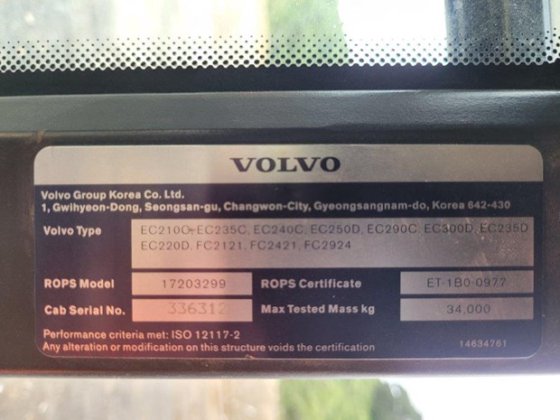 VOLVO
Volvo Group Korea Co. Ltd.
1, Gwihyeon-Dong, Seongsan-gu, Changwon-City, Gyeongsangnam-do, Korea 642-430
Volvo Type EC210C, EC235C, EC240C, EC250D, EC290C, EC300D, EC235D
EC220D, FC2121, FC2421, FC2924
ROPS Model 17203299 ROPS Certificate ET-1B0-0977
Cab Serial No. 336312 Max Tested Mass kg 34,000
Performance criteria met: ISO 12117-2
Any alteration or modification on this structure voids the certification 14634761